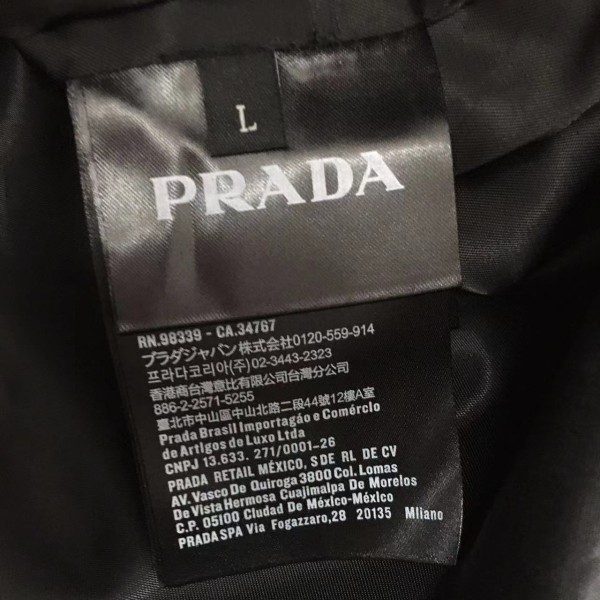 L
PRADA
RN.98339 - CA.34767
プラダジャパン株式会社0120-559-914
프라다코리아(주)02-3443-2323
香港商台灣意比有限公司台灣分公司
886-2-2571-5255
臺北市中山區中山北路二段44號12樓A室
Prada Brasil Importagão e Comércio
de Artigos de Luxo Ltda
CNPJ 13.633. 271/0001-26
PRADA RETAIL MÉXICO, S DE RL DE CV
AV. Vasco De Quiroga 3800 Col. Lomas
De Vista Hermosa Cuajimalpa De Morelos
C.P. 05100 Ciudad De México-México
PRADA SPA Via Fogazzaro,28 20135 Milano